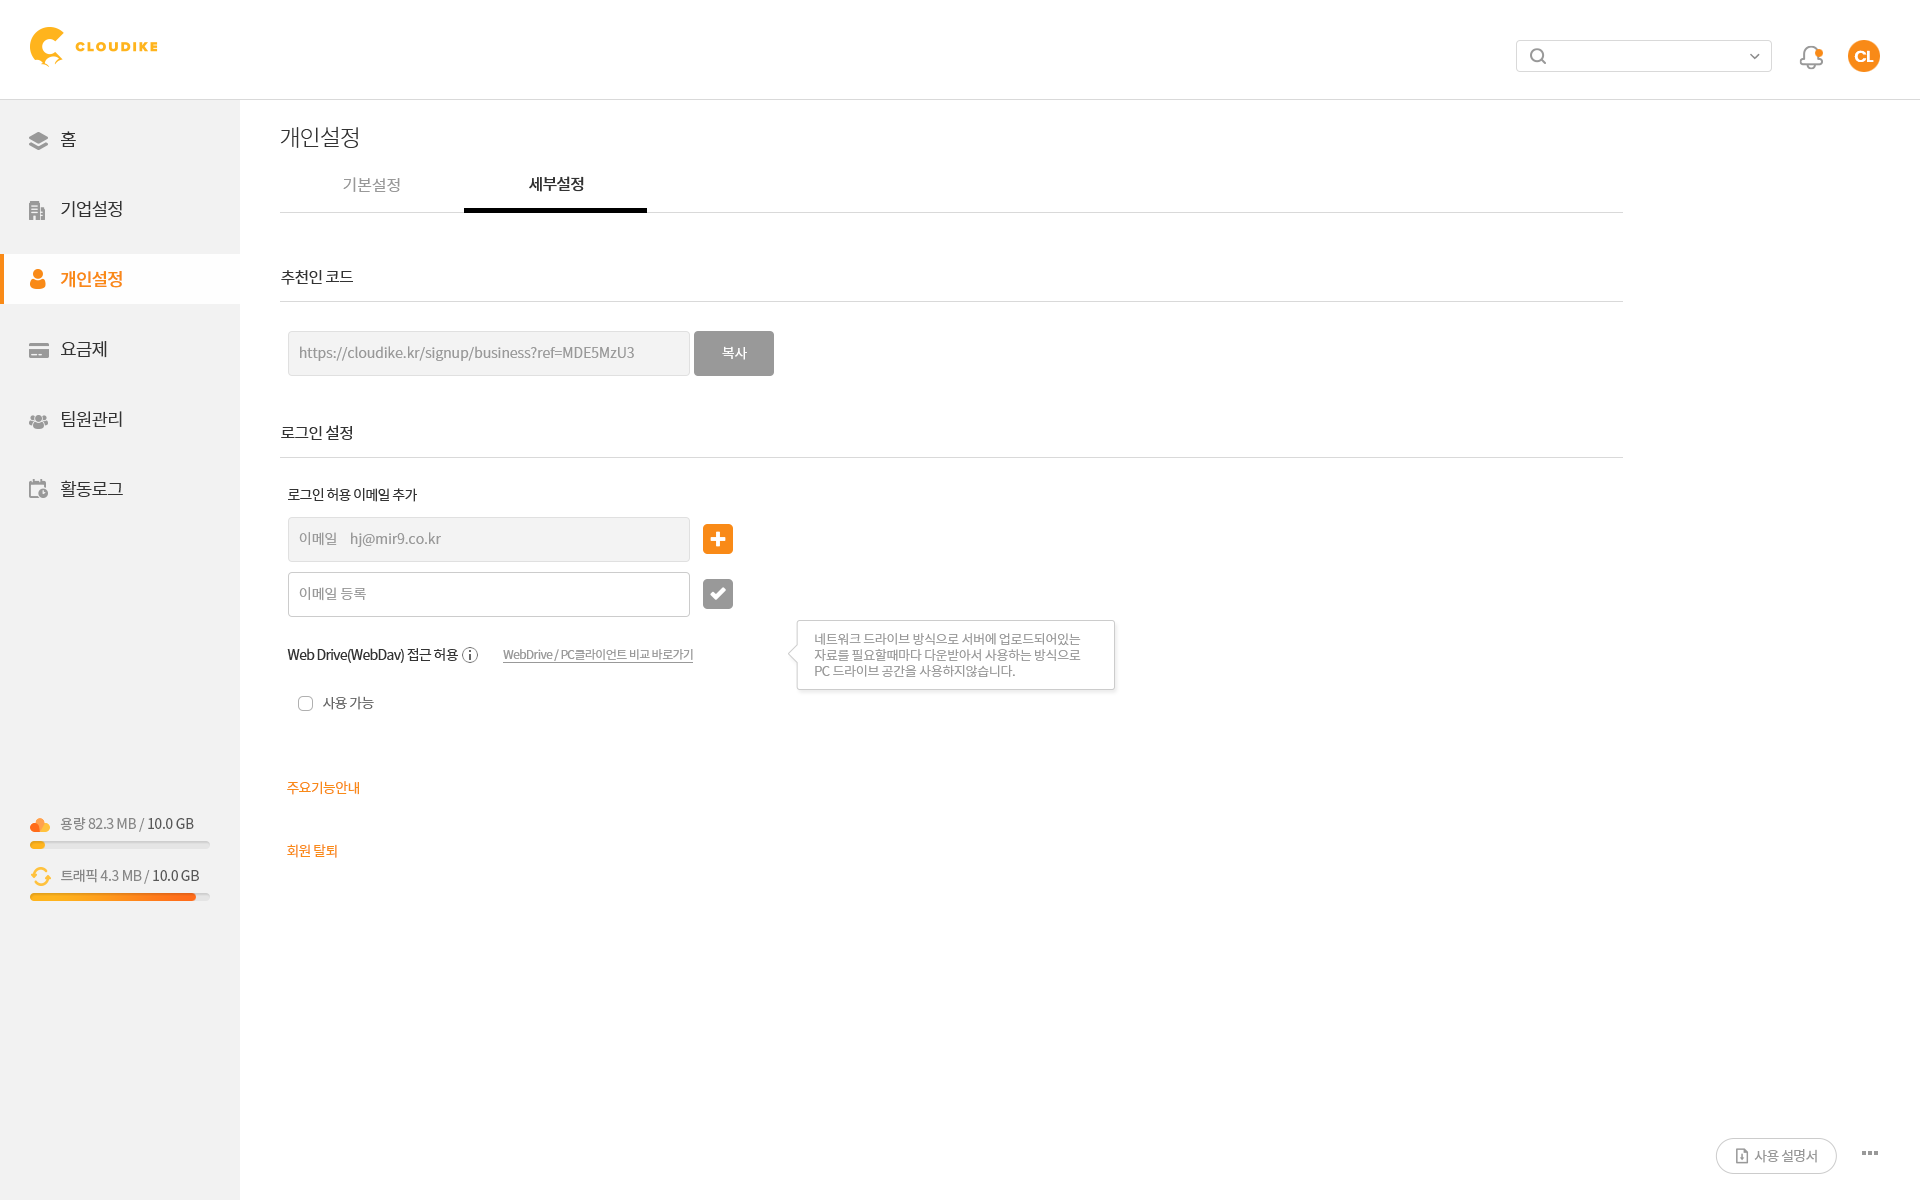 CLOUDIKE
CL
홈
기업설정
개인설정
요금제
팀원관리
활동로그
용량 82.3 MB / 10.0 GB
트래픽 4.3 MB / 10.0 GB
개인설정
기본설정
세부설정
추천인 코드
https://cloudike.kr/signup/business?ref=MDE5MzU3
복사
로그인 설정
로그인 허용 이메일 추가
이메일 hj@mir9.co.kr
이메일 등록
Web Drive(WebDav) 접근 허용
WebDrive / PC클라이언트 비교 바로가기
네트워크 드라이브 방식으로 서버에 업로드되어있는
자료를 필요할때마다 다운받아서 사용하는 방식으로
PC 드라이브 공간을 사용하지않습니다.
사용 가능
주요기능안내
회원 탈퇴
사용 설명서